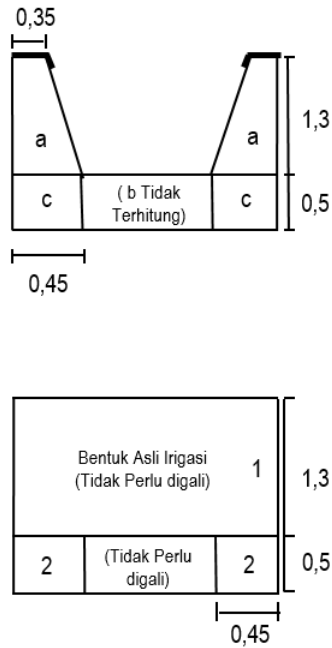 0,35
a
a
1,3
c
( b Tidak
Terhitung)
c
0,5
0,45
Bentuk Asli Irigasi
(Tidak Perlu digali)
1
1,3
2
(Tidak Perlu
digali)
2
0,5
0,45